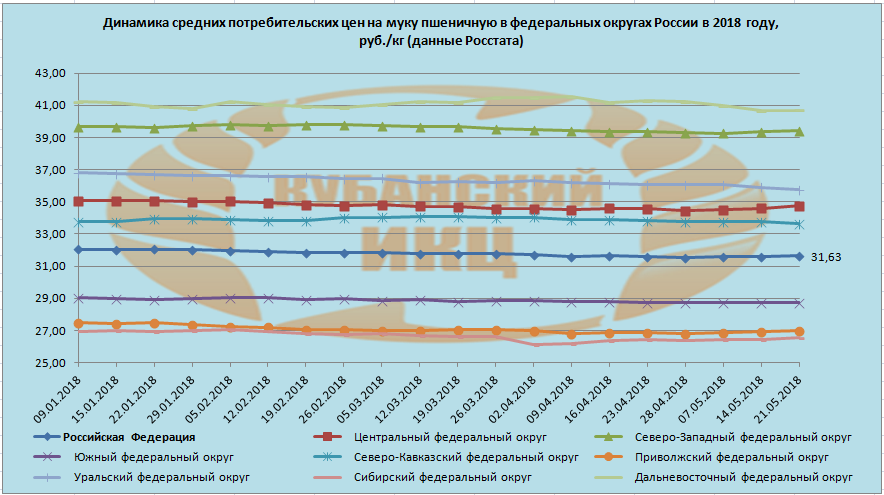 Динамика средних потребительских цен на муку пшеничную в федеральных округах России в 2018 году,
руб./кг (данные Росстата)
43,00
41,00
39,00
37,00
35,00
33,00
31,00
29,00
27,00
25,00
КУБАНСКИЙ
ИКЦ
31,63
09.01.2018
15.01.2018
22.01.2018
29.01.2018
05.02.2018
12.02.2018
19.02.2018
26.02.2018
05.03.2018
12.03.2018
19.03.2018
26.03.2018
02.04.2018
09.04.2018
16.04.2018
23.04.2018
28.04.2018
07.05.2018
14.05.2018
21.05.2018
Российская Федерация
Центральный федеральный округ
Северо-Западный федеральный округ
Южный федеральный округ
Северо-Кавказский федеральный округ
Приволжский федеральный округ
Уральский федеральный округ
Сибирский федеральный округ
Дальневосточный федеральный округ